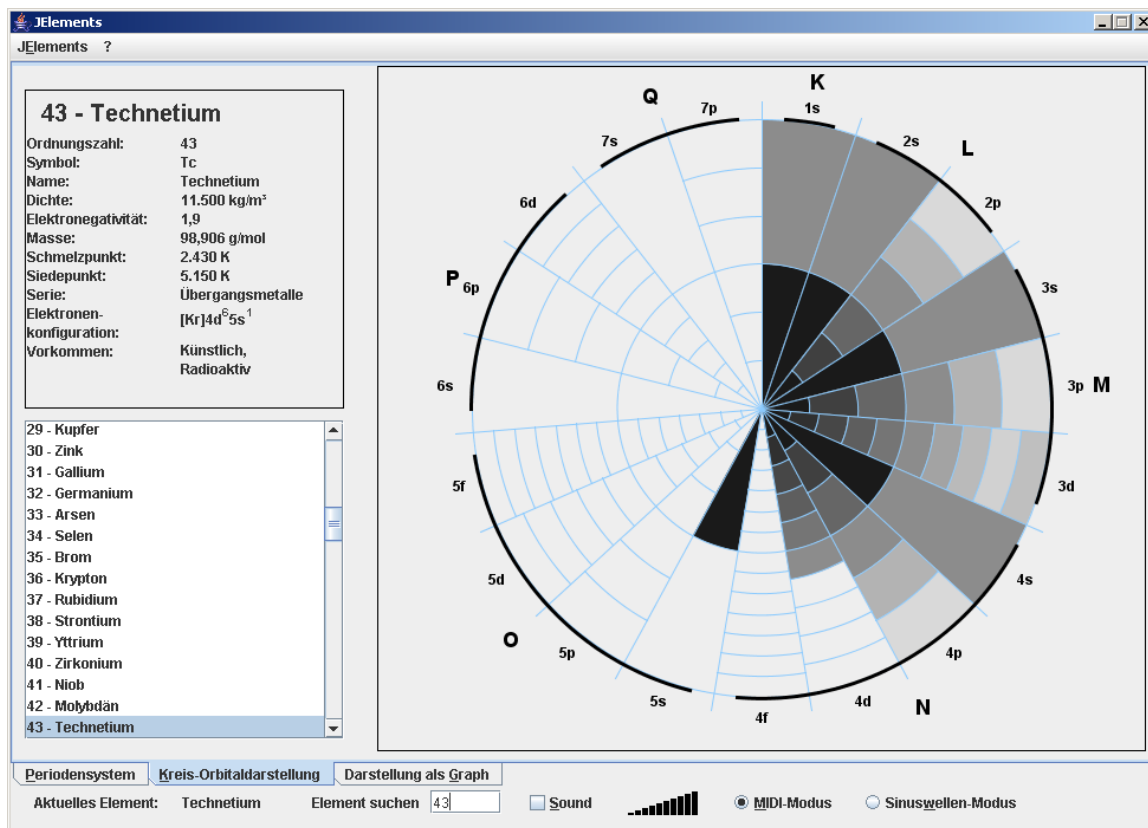 JElements
JElements ?
43 - Technetium
Ordnungszahl: 43
Symbol: Tc
Name: Technetium
Dichte: 11.500 kg/m³
Elektronegativität: 1,9
Masse: 98,906 g/mol
Schmelzpunkt: 2.430 K
Siedepunkt: 5.150 K
Serie: Übergangsmetalle
Elektronen-
konfiguration: [Kr]4d⁶5s¹
Vorkommen: Künstlich,
Radioaktiv
29 - Kupfer
30 - Zink
31 - Gallium
32 - Germanium
33 - Arsen
34 - Selen
35 - Brom
36 - Krypton
37 - Rubidium
38 - Strontium
39 - Yttrium
40 - Zirkonium
41 - Niob
42 - Molybdän
43 - Technetium
K
1s
2s
L
2p
3s
3p
M
3d
4s
4p
N
4d
4f
5s
5p
O
5d
5f
6s
6p
P
6d
7s
Q
7p
Periodensystem Kreis-Orbitaldarstellung Darstellung als Graph
Aktuelles Element: Technetium Element suchen 43 Sound MIDI-Modus Sinuswellen-Modus